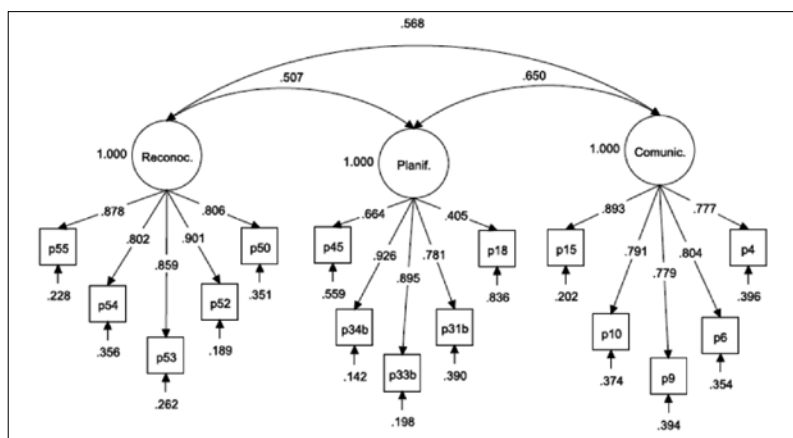 .568
.507
.650
1.000
Reconoc.
1.000
Planif.
1.000
Comunic.
.878
.802
.859
.901
.806
.664
.926
.895
.781
.405
.893
.791
.779
.804
.777
p55
p54
p53
p52
p50
p45
p34b
p33b
p31b
p18
p15
p10
p9
p6
p4
.228
.356
.262
.189
.351
.559
.142
.198
.390
.836
.202
.374
.394
.354
.396